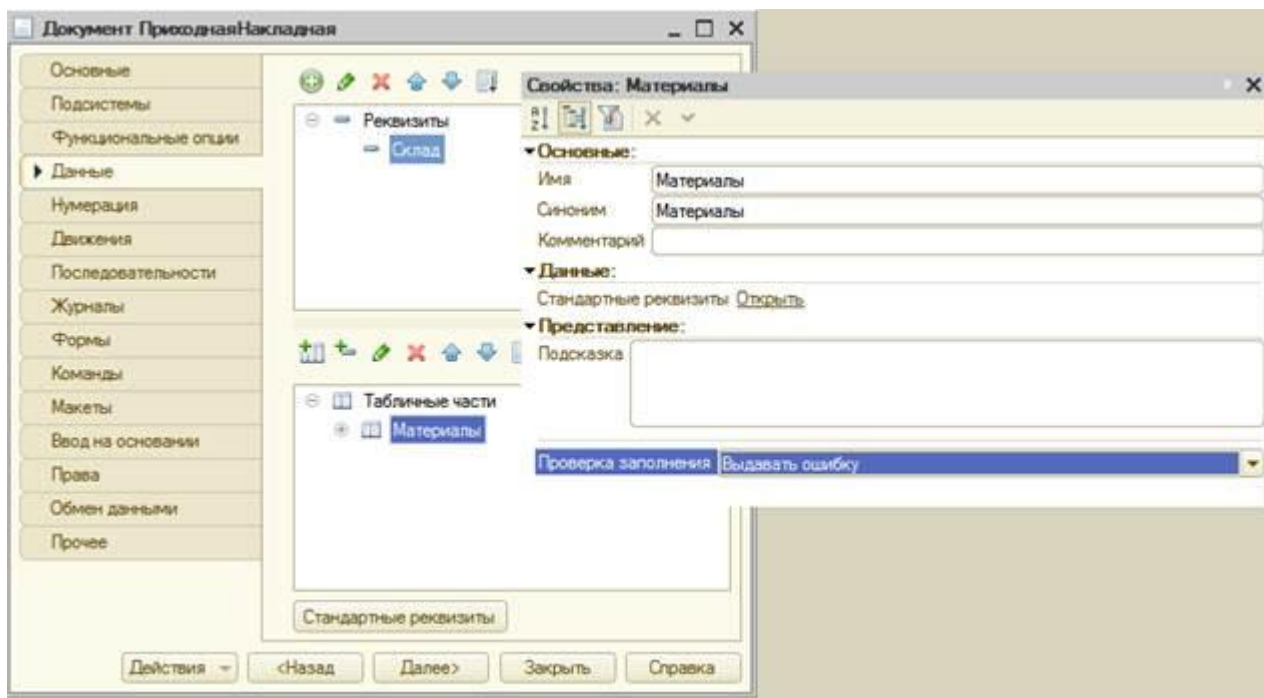 Документ ПриходнаяНакладная
Основные
Подсистемы
Функциональные опции
Данные
Нумерация
Движения
Последовательности
Журналы
Формы
Команды
Макеты
Ввод на основании
Права
Обмен данными
Прочее
Реквизиты
Склад
Табличные части
Материалы
Стандартные реквизиты
Действия
<Назад
Далее>
Закрыть
Справка
Свойства: Материалы
Основные:
Имя Материалы
Синоним Материалы
Комментарий
Данные:
Стандартные реквизиты Открыть
Представление:
Подсказка
Проверка заполнения Выдавать ошибку